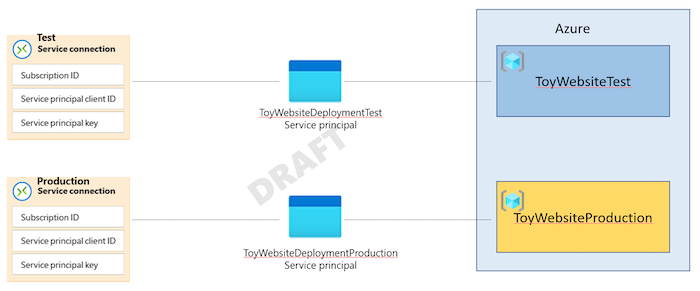 Test
Service connection
Subscription ID
Service principal client ID
Service principal key
ToyWebsiteDeploymentTest
Service principal
Azure
ToyWebsiteTest
DRAFT
Production
Service connection
Subscription ID
Service principal client ID
Service principal key
ToyWebsiteDeploymentProduction
Service principal
ToyWebsiteProduction